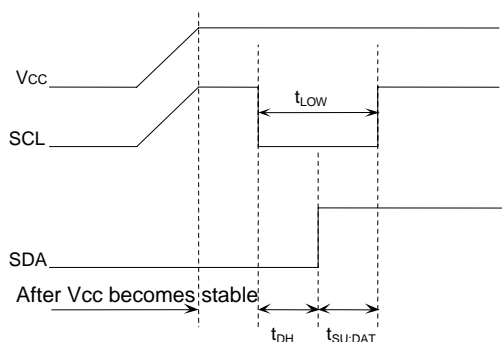 Vcc
tLOW
SCL
SDA
After Vcc becomes stable
tDH
tSU:DAT